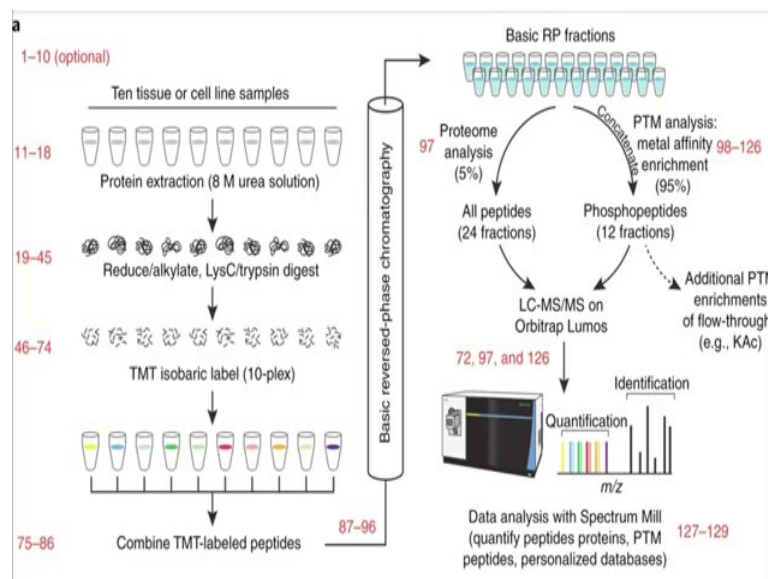 a
1–10 (optional)
Ten tissue or cell line samples
11–18
Protein extraction (8 M urea solution)
19–45
Reduce/alkylate, LysC/trypsin digest
46–74
TMT isobaric label (10-plex)
75–86
Combine TMT-labeled peptides
87–96
Basic reversed-phase chromatography
Basic RP fractions
97
Proteome
analysis
(5%)
Concatenate
PTM analysis:
metal affinity
enrichment
(95%)
98–126
All peptides
(24 fractions)
Phosphopeptides
(12 fractions)
Additional PTM
enrichments
of flow-through
(e.g., KAc)
LC-MS/MS on
Orbitrap Lumos
72, 97, and 126
Identification
Quantification
m/z
Data analysis with Spectrum Mill
(quantify peptides proteins, PTM
peptides, personalized databases)
127–129